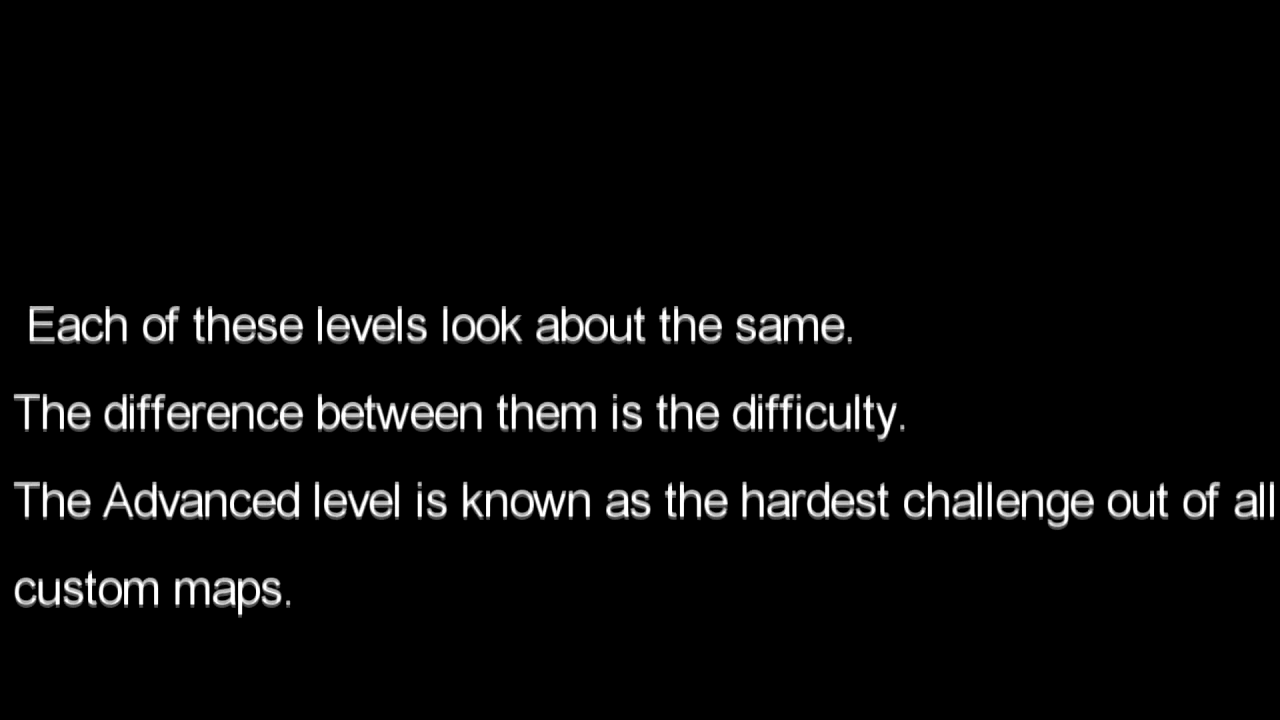 Each of these levels look about the same.
The difference between them is the difficulty.
The Advanced level is known as the hardest challenge out of all
custom maps.